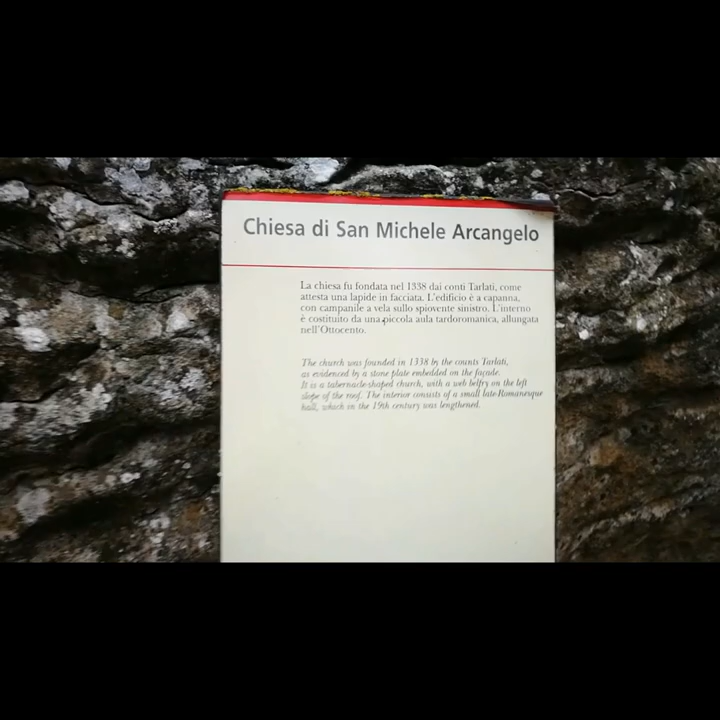 Chiesa di San Michele Arcangelo
La chiesa fu fondata nel 1338 dai conti Tarlati, come
attesta una lapide in facciata. L'edificio è a capanna,
con campanile a vela sullo spiovente sinistro. L'interno
è costituito da una piccola aula tardoromanica, allungata
nell'Ottocento.
The church was founded in 1338 by the counts Tarlati,
as evidenced by a stone plate embedded on the façade.
It is a tabernacle-shaped church, with a web belfry on the left
slope of the roof. The interior consists of a small late-Romanesque
hall, which in the 19th century was lengthened.